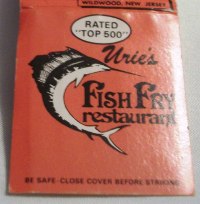 WILDWOOD, NEW JERSEY
RATED
"TOP 500"
Urie's
FISH FRY
restaurant
BE SAFE-CLOSE COVER BEFORE STRIKING